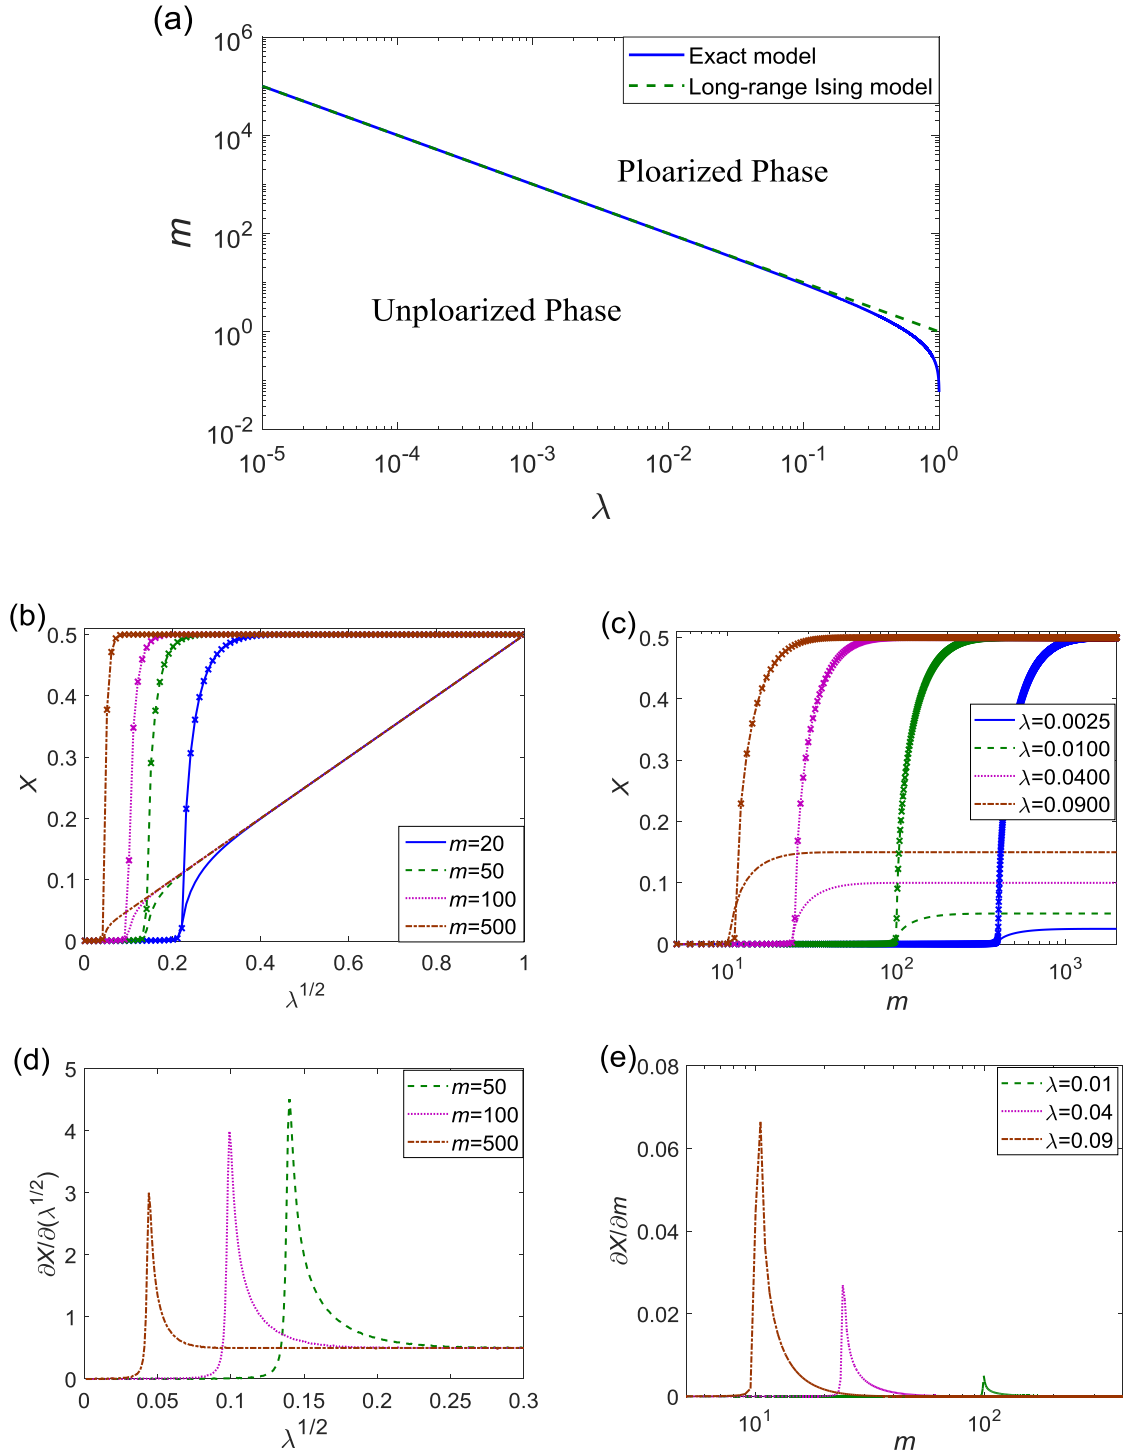 (a)
10^6
10^4
10^2
10^0
10^-2
m
Exact model
Long-range Ising model
Ploarized Phase
Unploarized Phase
10^-5
10^-4
10^-3
10^-2
10^-1
10^0
λ
(b)
0.5
0.4
0.3
0.2
0.1
0
X
m=20
m=50
m=100
m=500
0
0.2
0.4
0.6
0.8
1
λ^1/2
(c)
0.5
0.4
0.3
0.2
0.1
0
X
λ=0.0025
λ=0.0100
λ=0.0400
λ=0.0900
10^1
10^2
10^3
m
(d)
5
4
3
2
1
0
∂X/∂(λ^1/2)
m=50
m=100
m=500
0
0.05
0.1
0.15
0.2
0.25
0.3
λ^1/2
(e)
0.08
0.06
0.04
0.02
0
∂X/∂m
λ=0.01
λ=0.04
λ=0.09
10^1
10^2
m